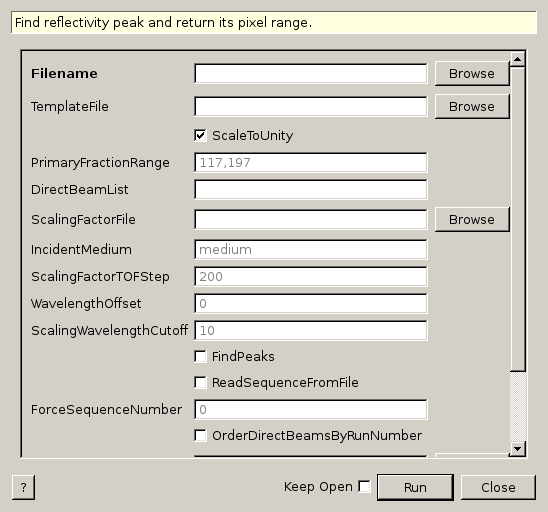 Find reflectivity peak and return its pixel range.
Filename Browse
TemplateFile Browse
ScaleToUnity
PrimaryFractionRange 117,197
DirectBeamList
ScalingFactorFile Browse
IncidentMedium medium
ScalingFactorTOFStep 200
WavelengthOffset 0
ScalingWavelengthCutoff 10
FindPeaks
ReadSequenceFromFile
ForceSequenceNumber 0
OrderDirectBeamsByRunNumber
? Keep Open Run Close